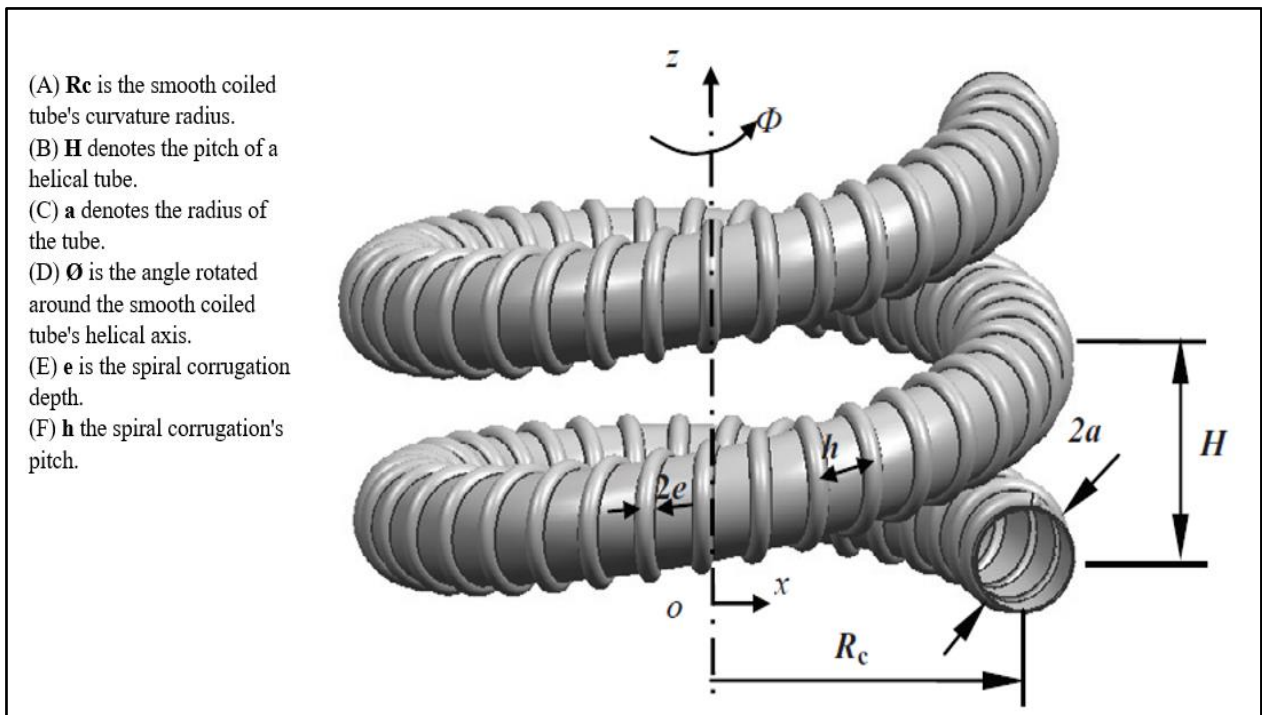 (A) Rc is the smooth coiled
tube's curvature radius.
(B) H denotes the pitch of a
helical tube.
(C) a denotes the radius of
the tube.
(D) Ø is the angle rotated
around the smooth coiled
tube's helical axis.
(E) e is the spiral corrugation
depth.
(F) h the spiral corrugation's
pitch.
z
Φ
h
2a
H
2e
x
o
Rc